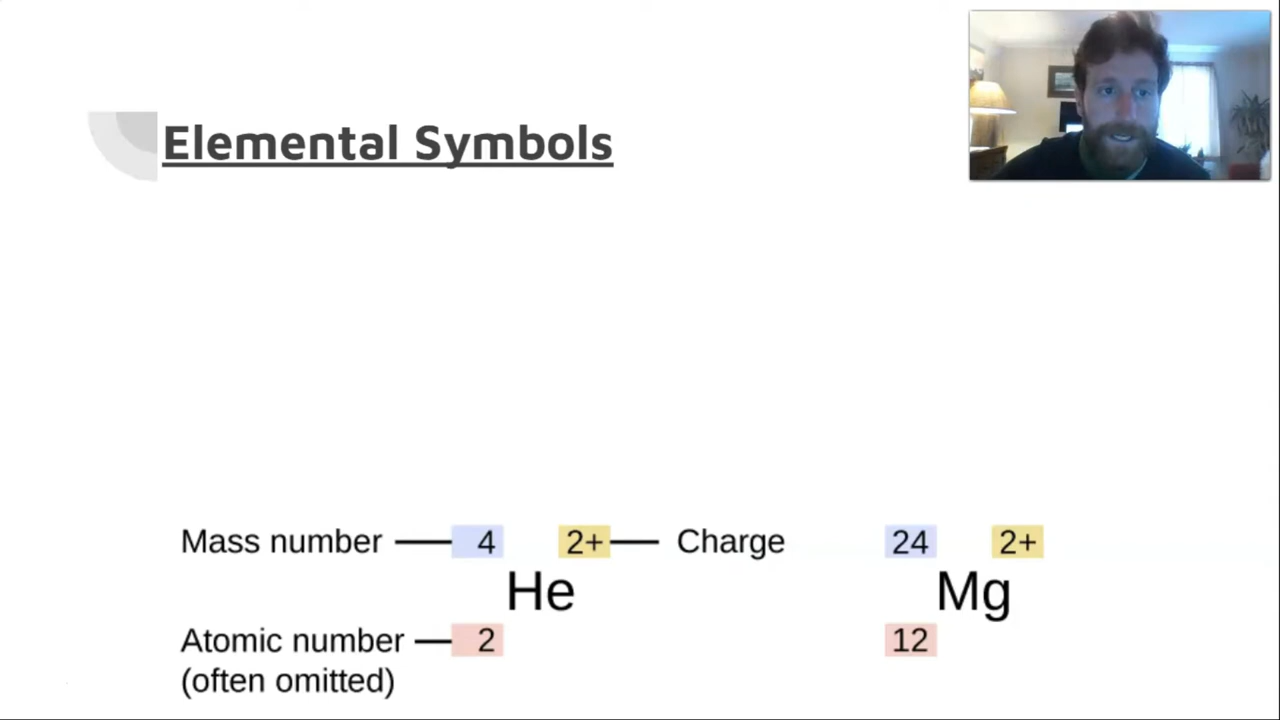 Elemental Symbols
Mass number 4 2+ Charge 24 2+
He Mg
Atomic number 2 12
(often omitted)